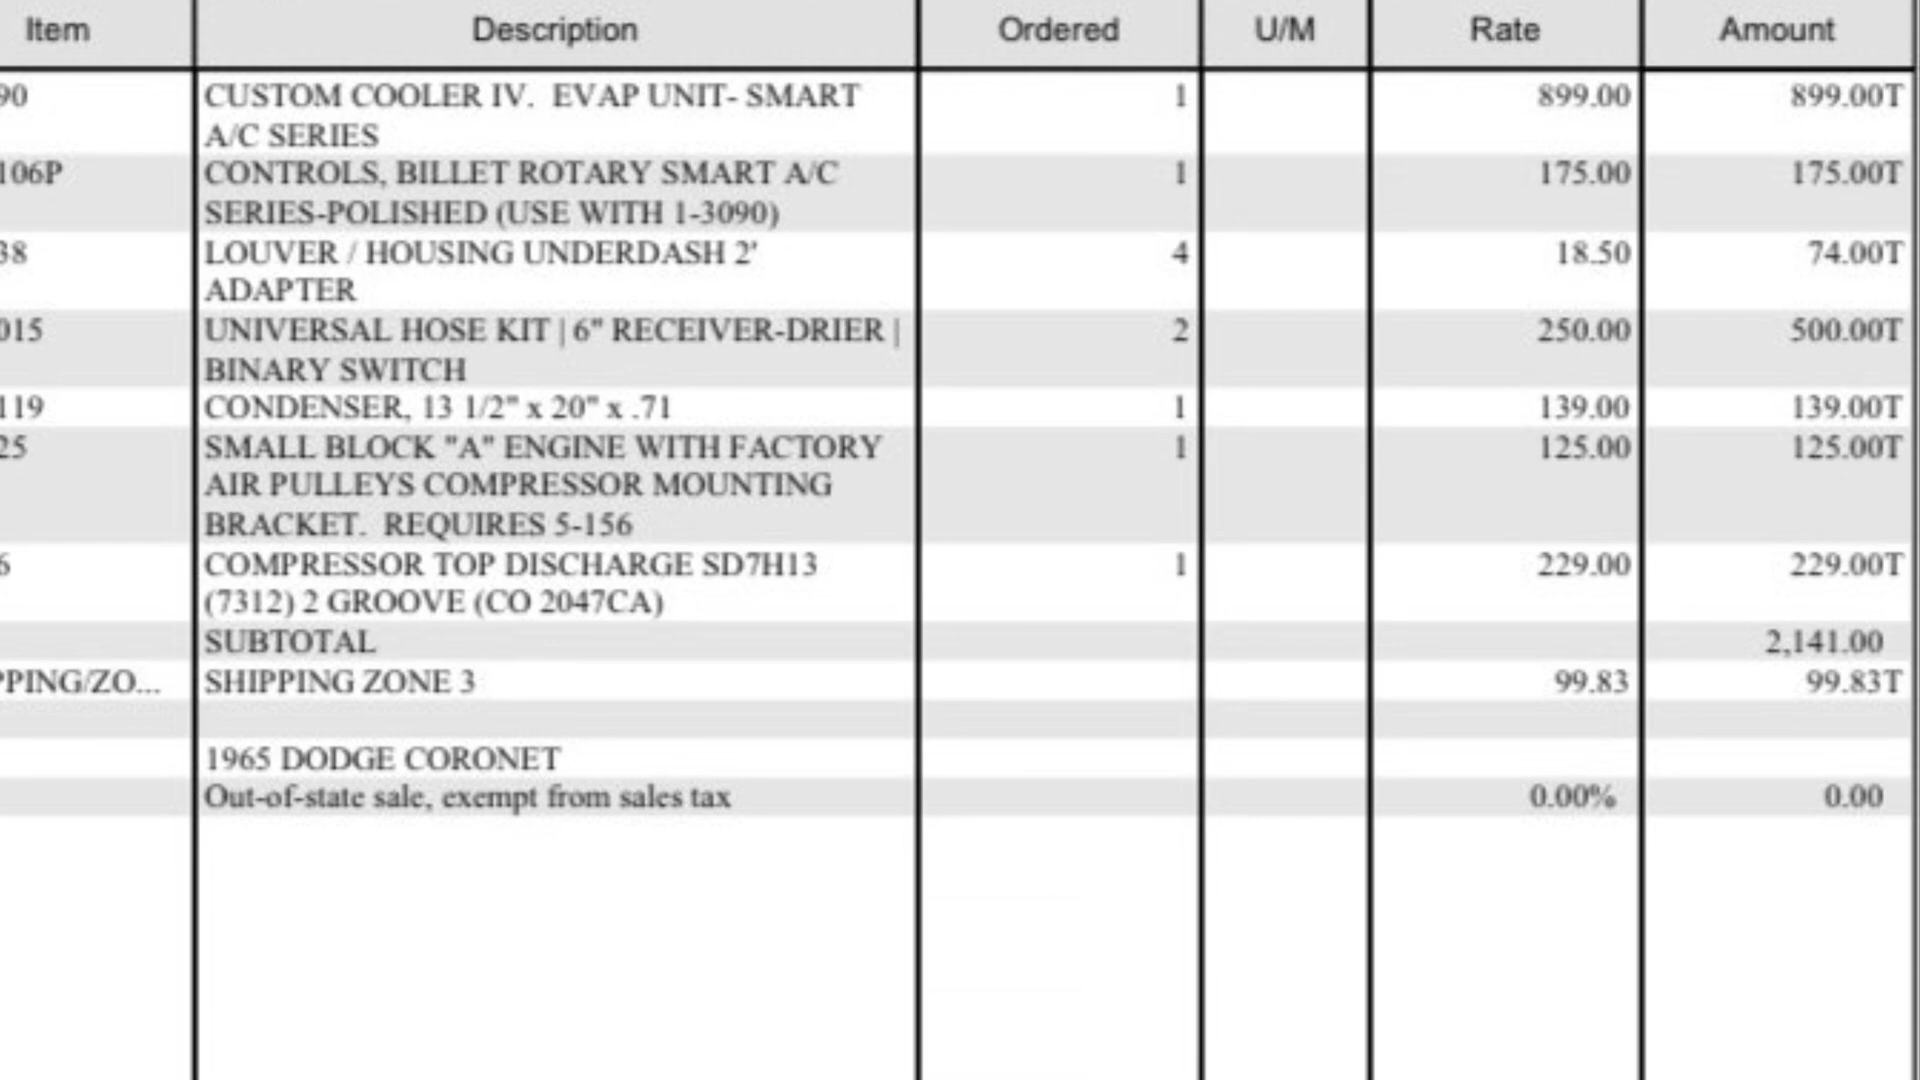 Item Description Ordered U/M Rate Amount
90 CUSTOM COOLER IV. EVAP UNIT- SMART 1 899.00 899.00T
A/C SERIES
106P CONTROLS, BILLET ROTARY SMART A/C 1 175.00 175.00T
SERIES-POLISHED (USE WITH 1-3090)
38 LOUVER / HOUSING UNDERDASH 2' 4 18.50 74.00T
ADAPTER
015 UNIVERSAL HOSE KIT | 6" RECEIVER-DRIER | 2 250.00 500.00T
BINARY SWITCH
119 CONDENSER, 13 1/2" x 20" x .71 1 139.00 139.00T
25 SMALL BLOCK "A" ENGINE WITH FACTORY 1 125.00 125.00T
AIR PULLEYS COMPRESSOR MOUNTING
BRACKET. REQUIRES 5-156
6 COMPRESSOR TOP DISCHARGE SD7H13 1 229.00 229.00T
(7312) 2 GROOVE (CO 2047CA)
SUBTOTAL 2,141.00
PPING/ZO... SHIPPING ZONE 3 99.83 99.83T
1965 DODGE CORONET
Out-of-state sale, exempt from sales tax 0.00% 0.00